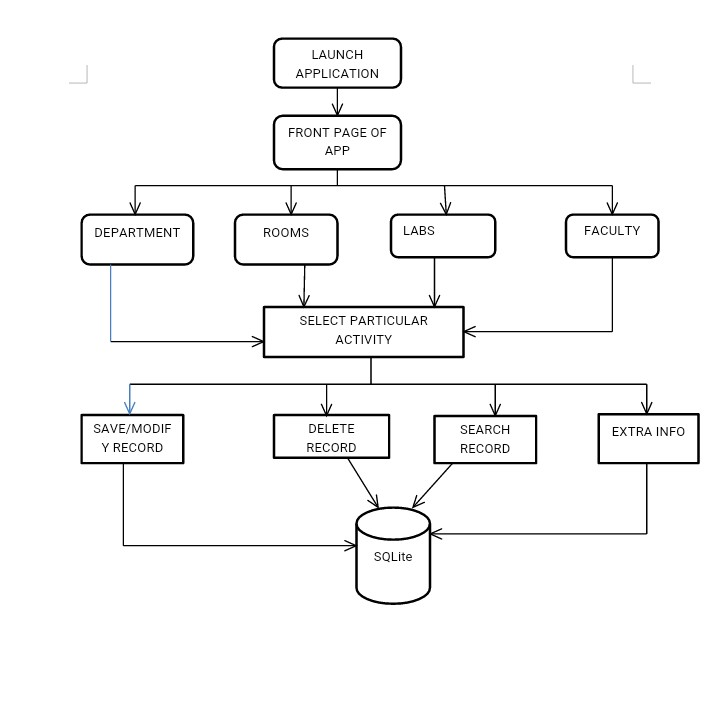 LAUNCH
APPLICATION
FRONT PAGE OF
APP
DEPARTMENT
ROOMS
LABS
FACULTY
SELECT PARTICULAR
ACTIVITY
SAVE/MODIF
Y RECORD
DELETE
RECORD
SEARCH
RECORD
EXTRA INFO
SQLite